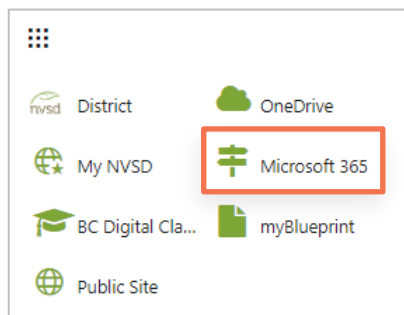 nvsd District
OneDrive
My NVSD
Microsoft 365
BC Digital Cla...
myBlueprint
Public Site